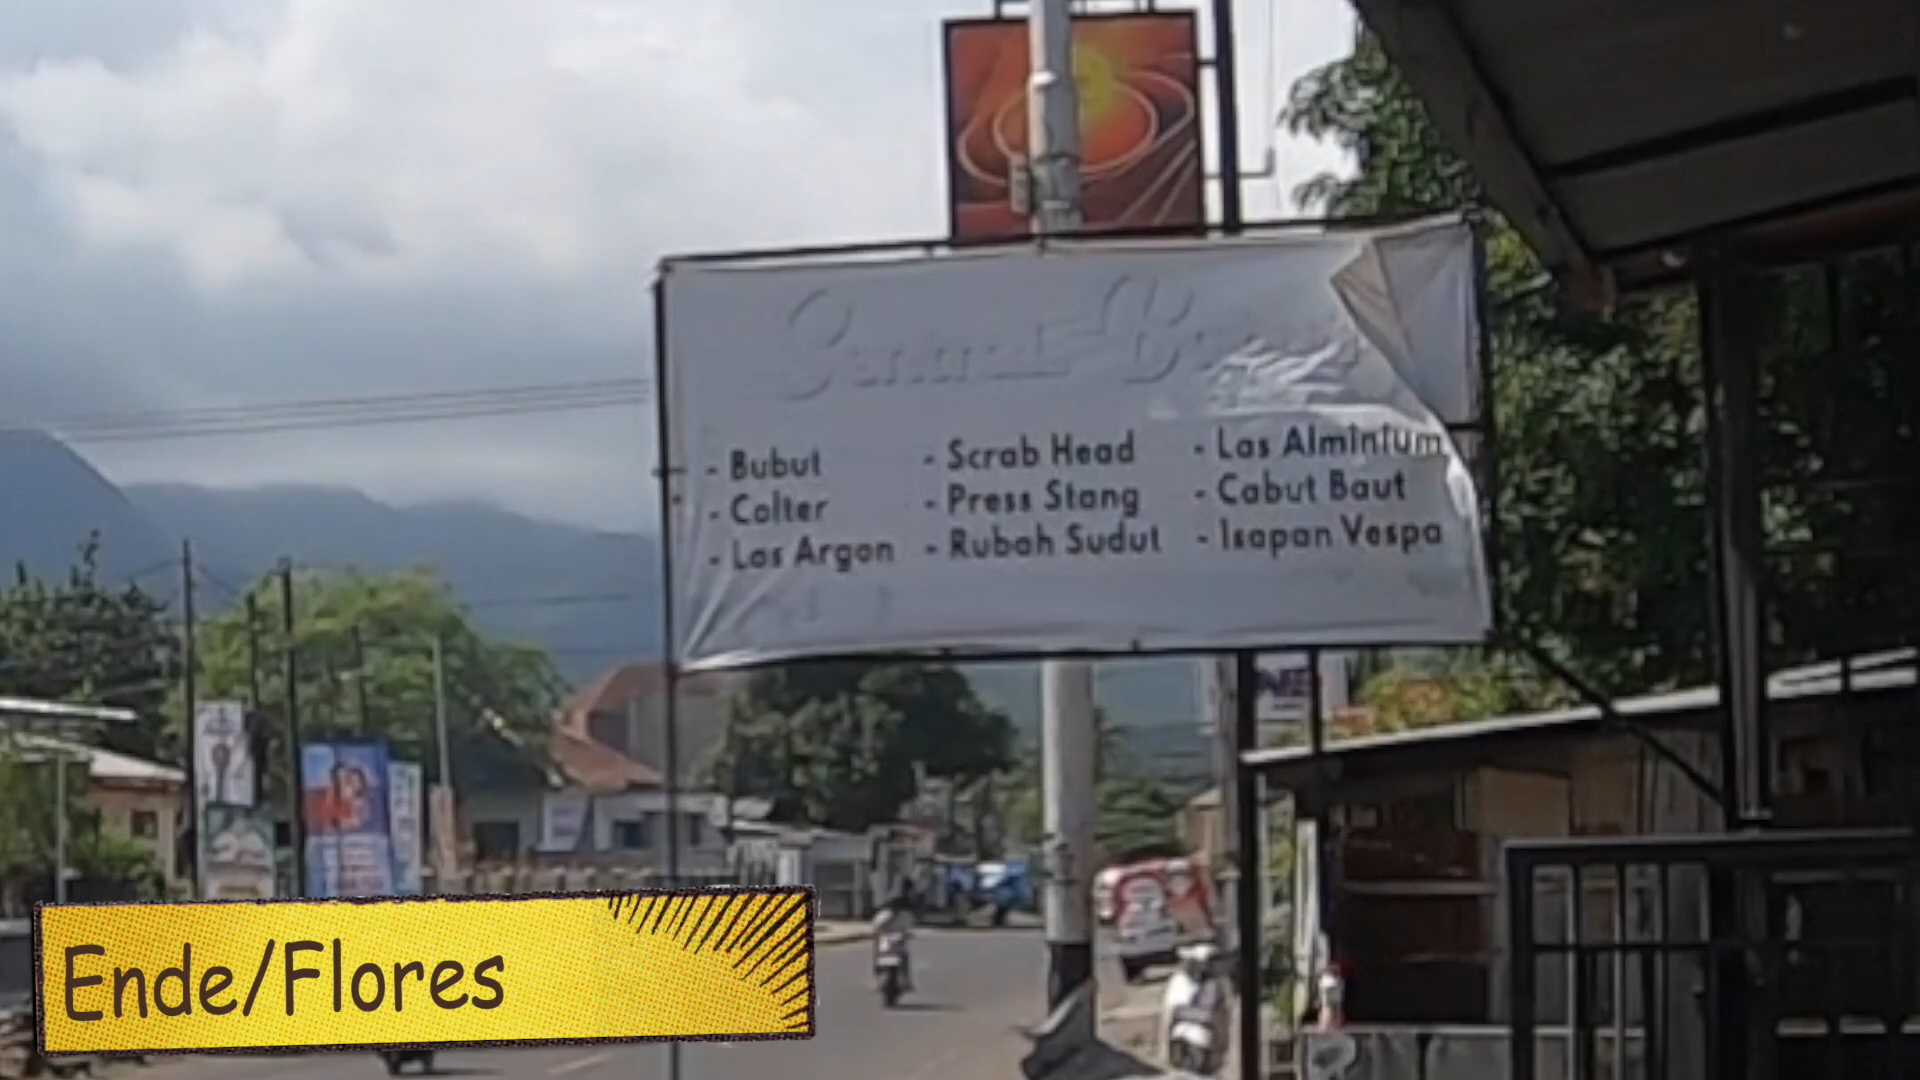 - Bubut - Scrab Head - Las Alminium
- Colter - Press Stang - Cabut Baut
- Las Argon - Rubah Sudut - Isapan Vespa
Ende/Flores